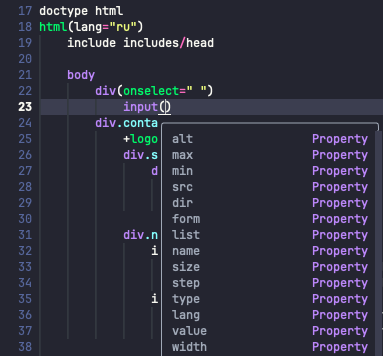 17 doctype html
18 html(lang="ru")
19 include includes/head
20
21 body
22 div(onselect=" ")
23 input()
24 div.conta
25 +logo
26 div.s
27 d
28
29
30
31 div.n
32 i
33
34
35 i
36
37
38
alt Property
max Property
min Property
src Property
dir Property
form Property
list Property
name Property
size Property
step Property
type Property
lang Property
value Property
width Property